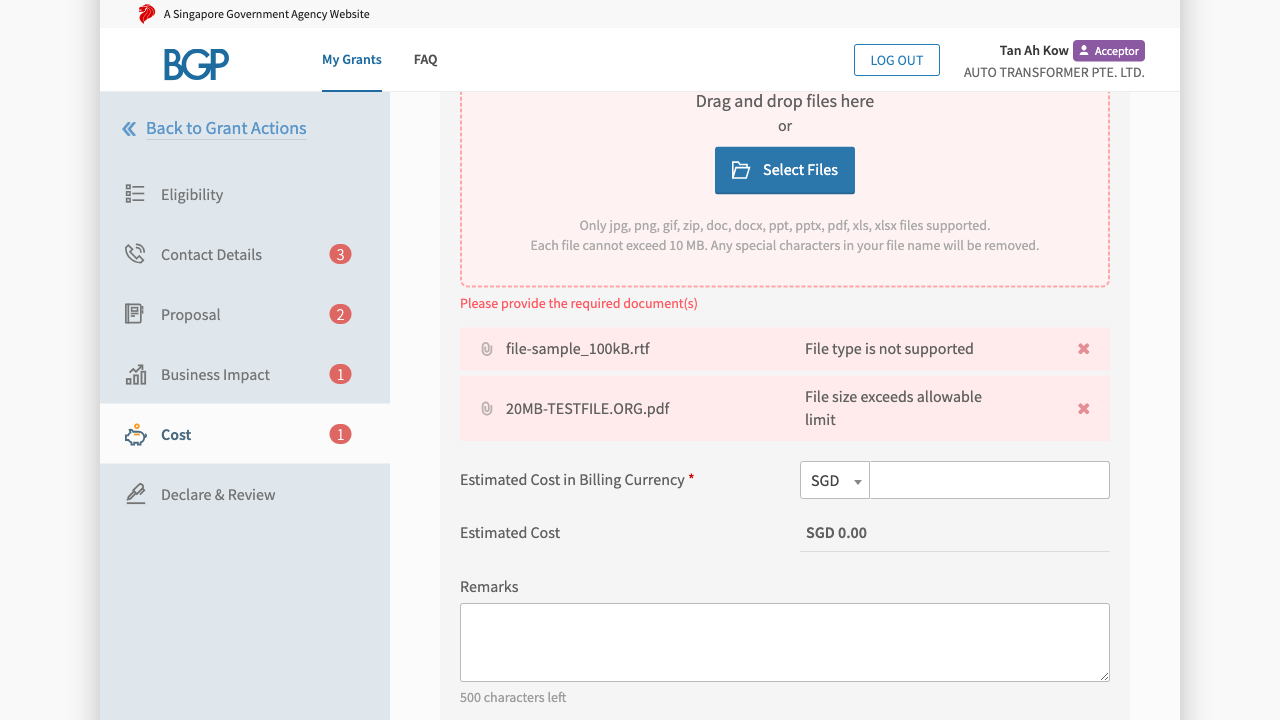 A Singapore Government Agency Website
BGP
My Grants
FAQ
LOG OUT
Tan Ah Kow
Acceptor
AUTO TRANSFORMER PTE. LTD.
Back to Grant Actions
Eligibility
Contact Details 3
Proposal 2
Business Impact 1
Cost 1
Declare & Review
Drag and drop files here
or
Select Files
Only jpg, png, gif, zip, doc, docx, ppt, pptx, pdf, xls, xlsx files supported.
Each file cannot exceed 10 MB. Any special characters in your file name will be removed.
Please provide the required document(s)
file-sample_100kB.rtf File type is not supported
20MB-TESTFILE.ORG.pdf File size exceeds allowable
limit
Estimated Cost in Billing Currency * SGD
Estimated Cost SGD 0.00
Remarks
500 characters left